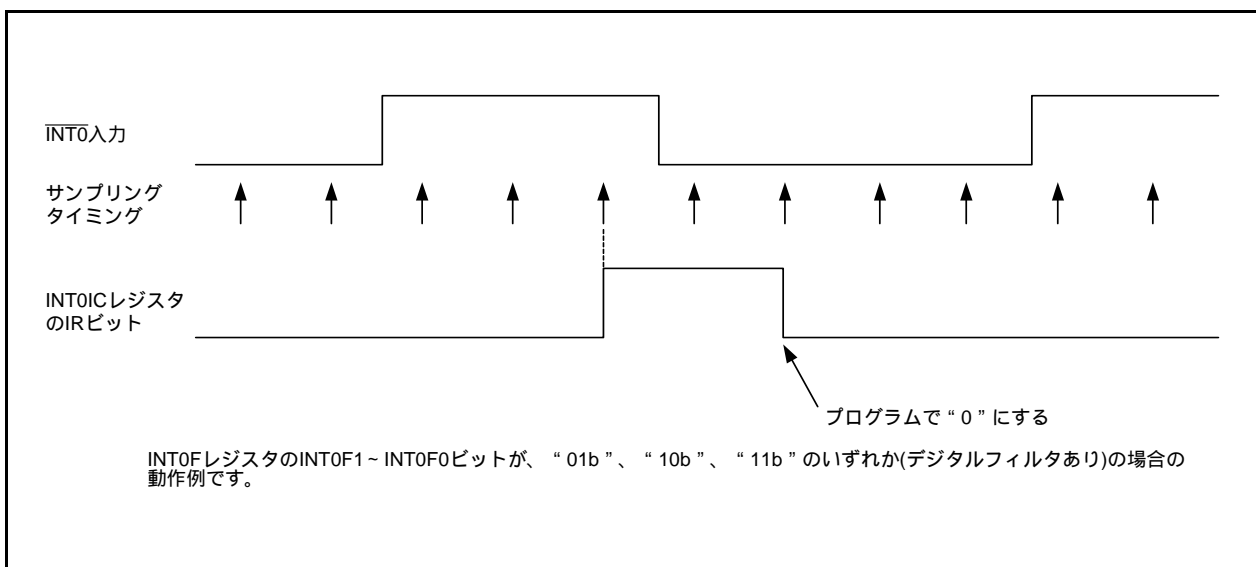 INT0入力
サンプリング
タイミング
INT0ICレジスタ
のIRビット
プログラムで“0”にする
INT0FレジスタのINT0F1~INT0F0ビットが、“01b”、“10b”、“11b”のいずれか(デジタルフィルタあり)の場合の
動作例です。